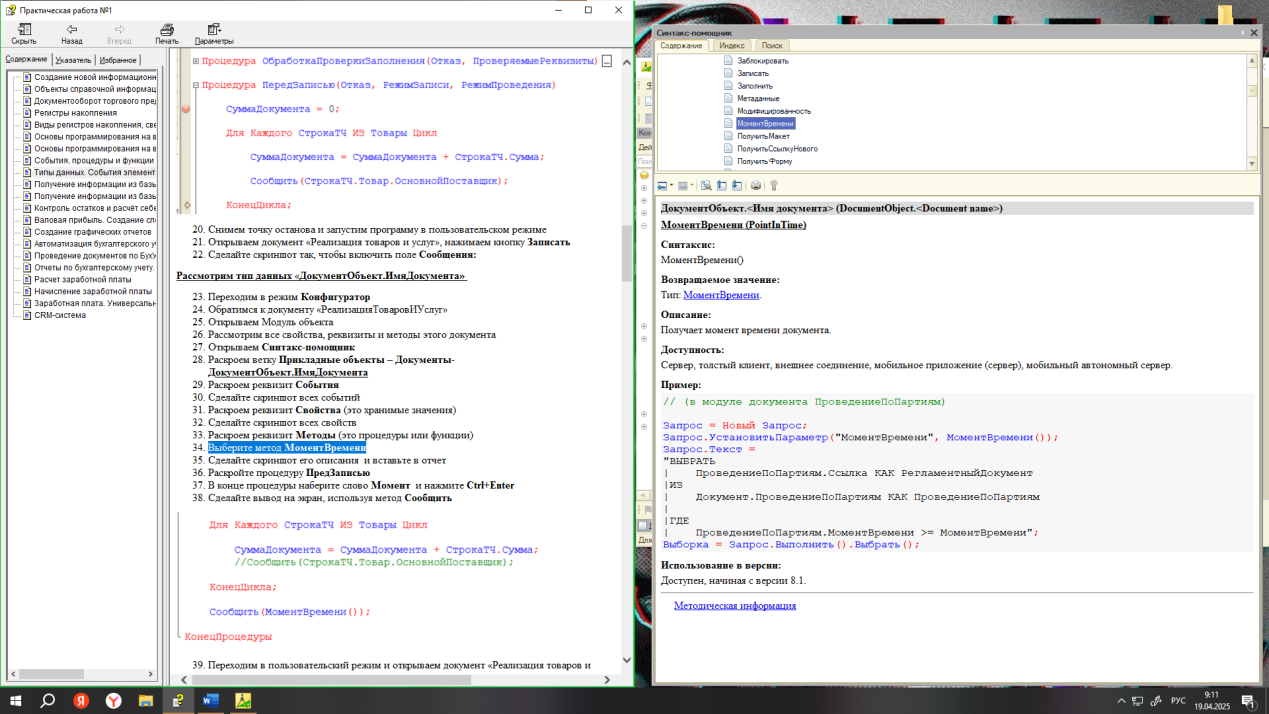 Практическая работа №1
Скрыть Назад Вперед Печать Параметры
Содержание Указатель Избранное
Создание новой информационн
Объекты справочной информац
Документооборот торгового пред
Регистры накопления
Виды регистров накопления, све
Основы программирования на в
Основы программирования на в
События, процедуры и функции
Типы данных. События элемент
Получение информации из базы
Получение информации из базы
Контроль остатков и расчёт себе
Валовая прибыль. Создание сло
Создание графических отчетов
Автоматизация бухгалтерского у
Проведение документов по БухУ
Отчеты по бухгалтерскому учету.
Расчет заработной платы
Начисление заработной платы
Заработная плата. Универсальн
CRM-система
Процедура ОбработкаПроверкиЗаполнения(Отказ, ПроверяемыеРеквизиты) ...
Процедура ПередЗаписью(Отказ, РежимЗаписи, РежимПроведения)
СуммаДокумента = 0;
Для Каждого СтрокаТЧ ИЗ Товары Цикл
СуммаДокумента = СуммаДокумента + СтрокаТЧ.Сумма;
Сообщить(СтрокаТЧ.Товар.ОсновнойПоставщик);
КонецЦикла;
20. Снимем точку останова и запустим программу в пользовательском режиме
21. Открываем документ «Реализация товаров и услуг», нажимаем кнопку Записать
22. Сделайте скриншот так, чтобы включить поле Сообщения:
Рассмотрим тип данных «ДокументОбъект.ИмяДокумента»
23. Переходим в режим Конфигуратор
24. Обратимся к документу «РеализацияТоваровИУслуг»
25. Открываем Модуль объекта
26. Рассмотрим все свойства, реквизиты и методы этого документа
27. Открываем Синтакс-помощник
28. Раскроем ветку Прикладные объекты – Документы-
ДокументОбъект.ИмяДокумента
29. Раскроем реквизит События
30. Сделайте скриншот всех событий
31. Раскроем реквизит Свойства (это хранимые значения)
32. Сделайте скриншот всех свойств
33. Раскроем реквизит Методы (это процедуры или функции)
34. Выберите метод МоментВремени
35. Сделайте скриншот его описания и вставьте в отчет
36. Раскройте процедуру ПредЗаписью
37. В конце процедуры наберите слово Момент и нажмите Ctrl+Enter
38. Сделайте вывод на экран, используя метод Сообщить
Для Каждого СтрокаТЧ ИЗ Товары Цикл
СуммаДокумента = СуммаДокумента + СтрокаТЧ.Сумма;
//Сообщить(СтрокаТЧ.Товар.ОсновнойПоставщик);
КонецЦикла;
Сообщить(МоментВремени());
КонецПроцедуры
39. Переходим в пользовательский режим и открываем документ «Реализация товаров и
Синтакс-помощник
Содержание Индекс Поиск
Заблокировать
Записать
Заполнить
Метаданные
Модифицированность
МоментВремени
ПолучитьМакет
ПолучитьСсылкуНового
ПолучитьФорму
ДокументОбъект.<Имя документа> (DocumentObject.<Document name>)
МоментВремени (PointInTime)
Синтаксис:
МоментВремени()
Возвращаемое значение:
Тип: МоментВремени.
Описание:
Получает момент времени документа.
Доступность:
Сервер, толстый клиент, внешнее соединение, мобильное приложение (сервер), мобильный автономный сервер.
Пример:
// (в модуле документа ПроведениеПоПартиям)
Запрос = Новый Запрос;
Запрос.УстановитьПараметр("МоментВремени", МоментВремени());
Запрос.Текст =
"ВЫБРАТЬ
| ПроведениеПоПартиям.Ссылка КАК РегламентныйДокумент
|ИЗ
| Документ.ПроведениеПоПартиям КАК ПроведениеПоПартиям
|
|ГДЕ
| ПроведениеПоПартиям.МоментВремени >= МоментВремени";
Выборка = Запрос.Выполнить().Выбрать();
Использование в версии:
Доступен, начиная с версии 8.1.
Методическая информация
РУС
9:11
19.04.2025
1